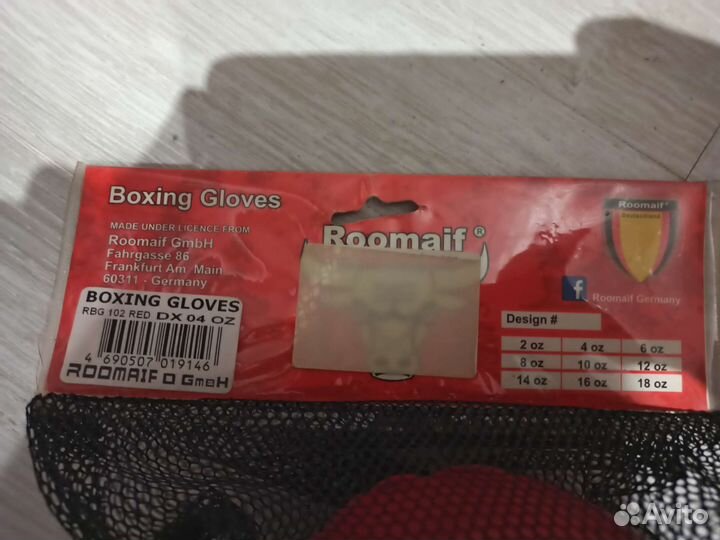 Boxing Gloves
MADE UNDER LICENCE FROM
Roomaif GmbH
Fahrgasse 86
Frankfurt Am Main
60311 - Germany
BOXING GLOVES
RBG 102 RED DX 04 OZ
4 690507 019146
ROOMAIF GmbH
Roomaif®
Roomaif®
Deutschland
f Roomaif Germany
Design #
2 oz 4 oz 6 oz
8 oz 10 oz 12 oz
14 oz 16 oz 18 oz
Avito